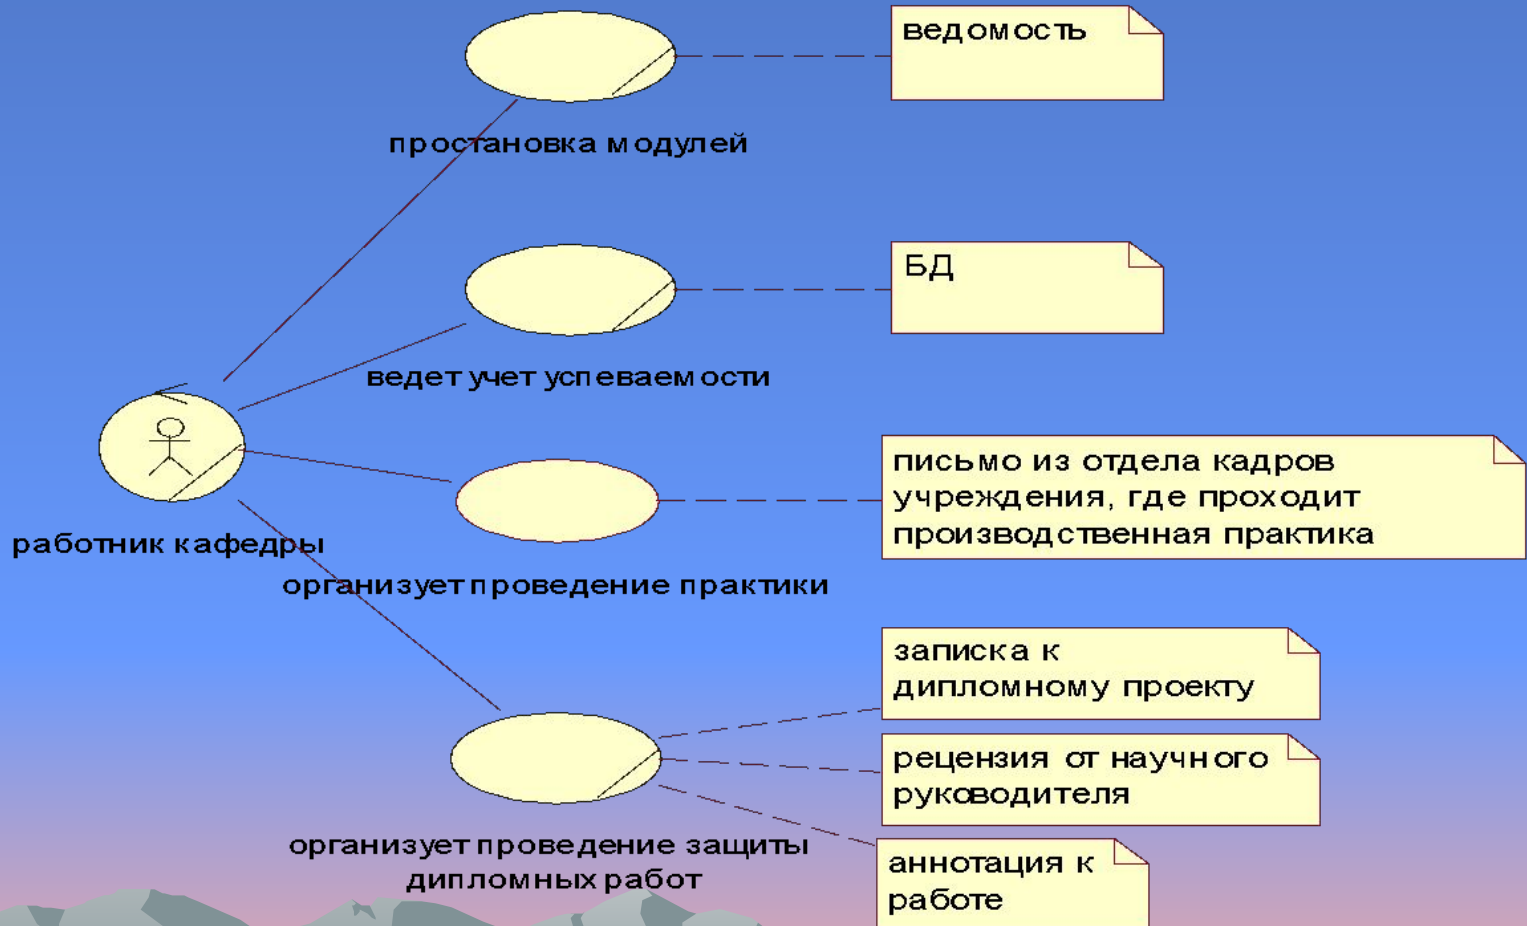 ведомость
простановка модулей
БД
ведет учет успеваемости
работник кафедры
письмо из отдела кадров
учреждения, где проходит
производственная практика
организует проведение практики
записка к
дипломному проекту
рецензия от научного
руководителя
организует проведение защиты
дипломных работ
аннотация к
работе